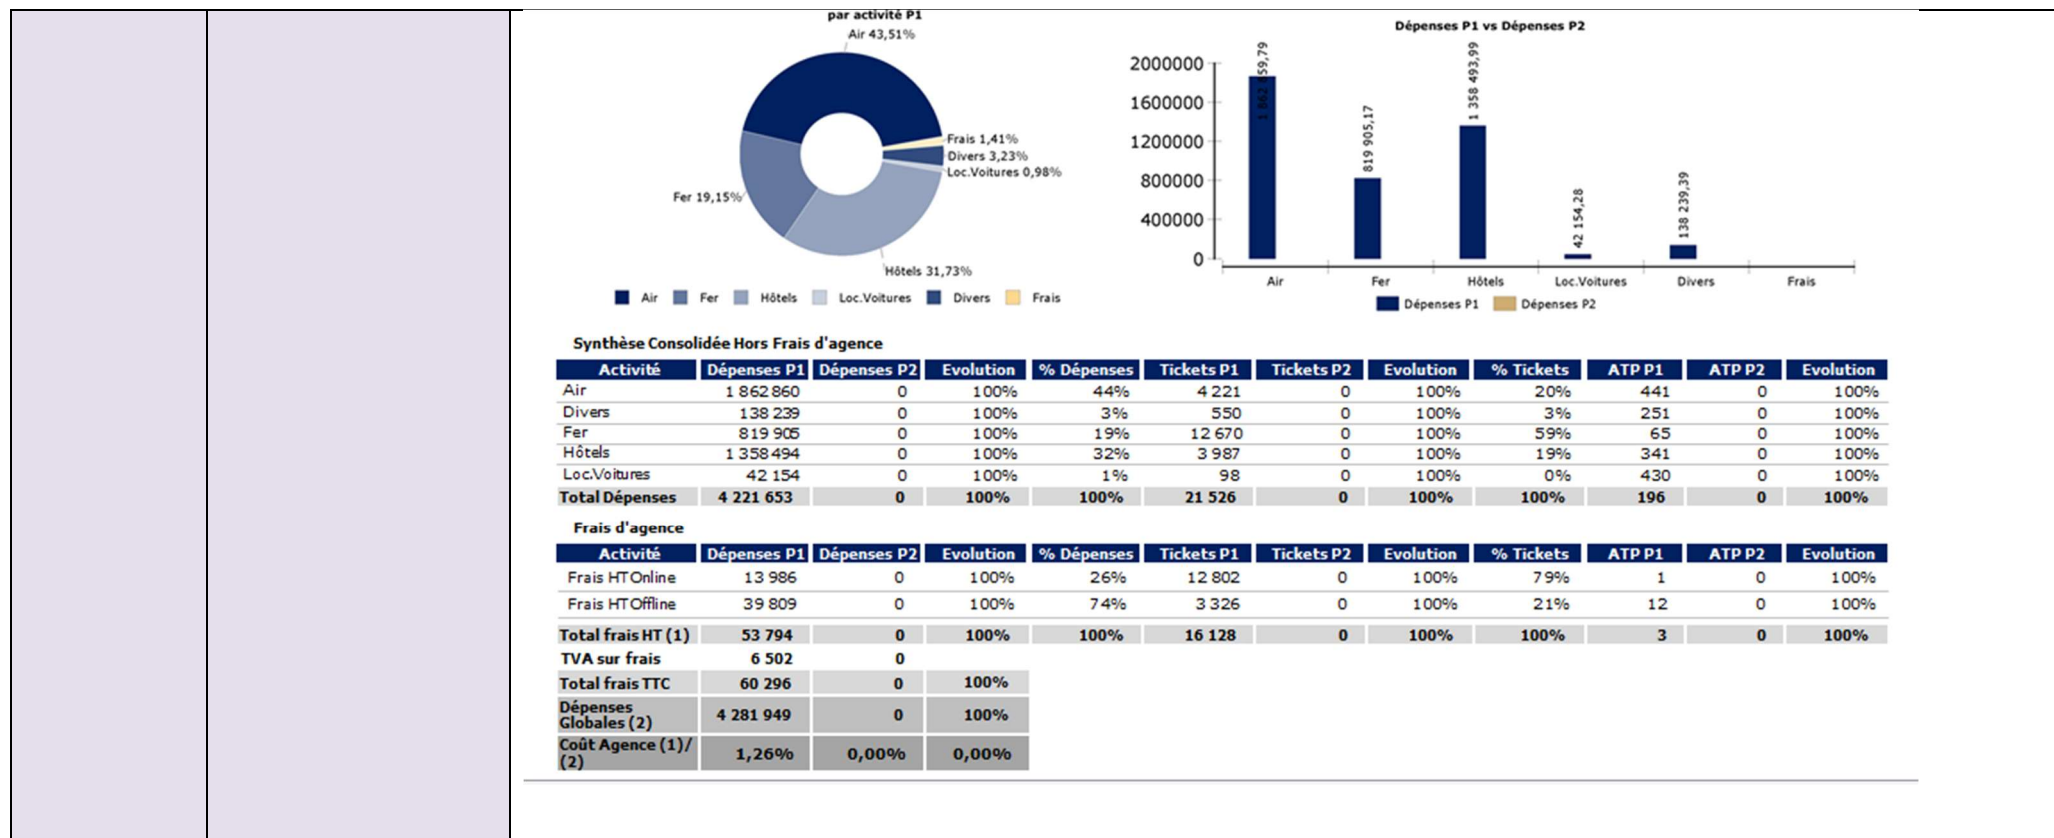 par activité P1
Air 43,51%
Frais 1,41%
Divers 3,23%
Loc.Voitures 0,98%
Fer 19,15%
Hôtels 31,73%
Air Fer Hôtels Loc.Voitures Divers Frais
Dépenses P1 vs Dépenses P2
2000000
1600000
1200000
800000
400000
0
1 862 859,79
819 905,17
1 358 493,99
42 154,28
138 239,39
Air Fer Hôtels Loc.Voitures Divers Frais
Dépenses P1 Dépenses P2
Synthèse Consolidée Hors Frais d'agence
Activité Dépenses P1 Dépenses P2 Evolution % Dépenses Tickets P1 Tickets P2 Evolution % Tickets ATP P1 ATP P2 Evolution
Air 1 862 860 0 100% 44% 4 221 0 100% 20% 441 0 100%
Divers 138 239 0 100% 3% 550 0 100% 3% 251 0 100%
Fer 819 905 0 100% 19% 12 670 0 100% 59% 65 0 100%
Hôtels 1 358 494 0 100% 32% 3 987 0 100% 19% 341 0 100%
Loc.Voitures 42 154 0 100% 1% 98 0 100% 0% 430 0 100%
Total Dépenses 4 221 653 0 100% 100% 21 526 0 100% 100% 196 0 100%
Frais d'agence
Activité Dépenses P1 Dépenses P2 Evolution % Dépenses Tickets P1 Tickets P2 Evolution % Tickets ATP P1 ATP P2 Evolution
Frais HT Online 13 986 0 100% 26% 12 802 0 100% 79% 1 0 100%
Frais HT Offline 39 809 0 100% 74% 3 326 0 100% 21% 12 0 100%
Total frais HT (1) 53 794 0 100% 100% 16 128 0 100% 100% 3 0 100%
TVA sur frais 6 502 0
Total frais TTC 60 296 0 100%
Dépenses
Globales (2) 4 281 949 0 100%
Coût Agence (1)/
(2) 1,26% 0,00% 0,00%